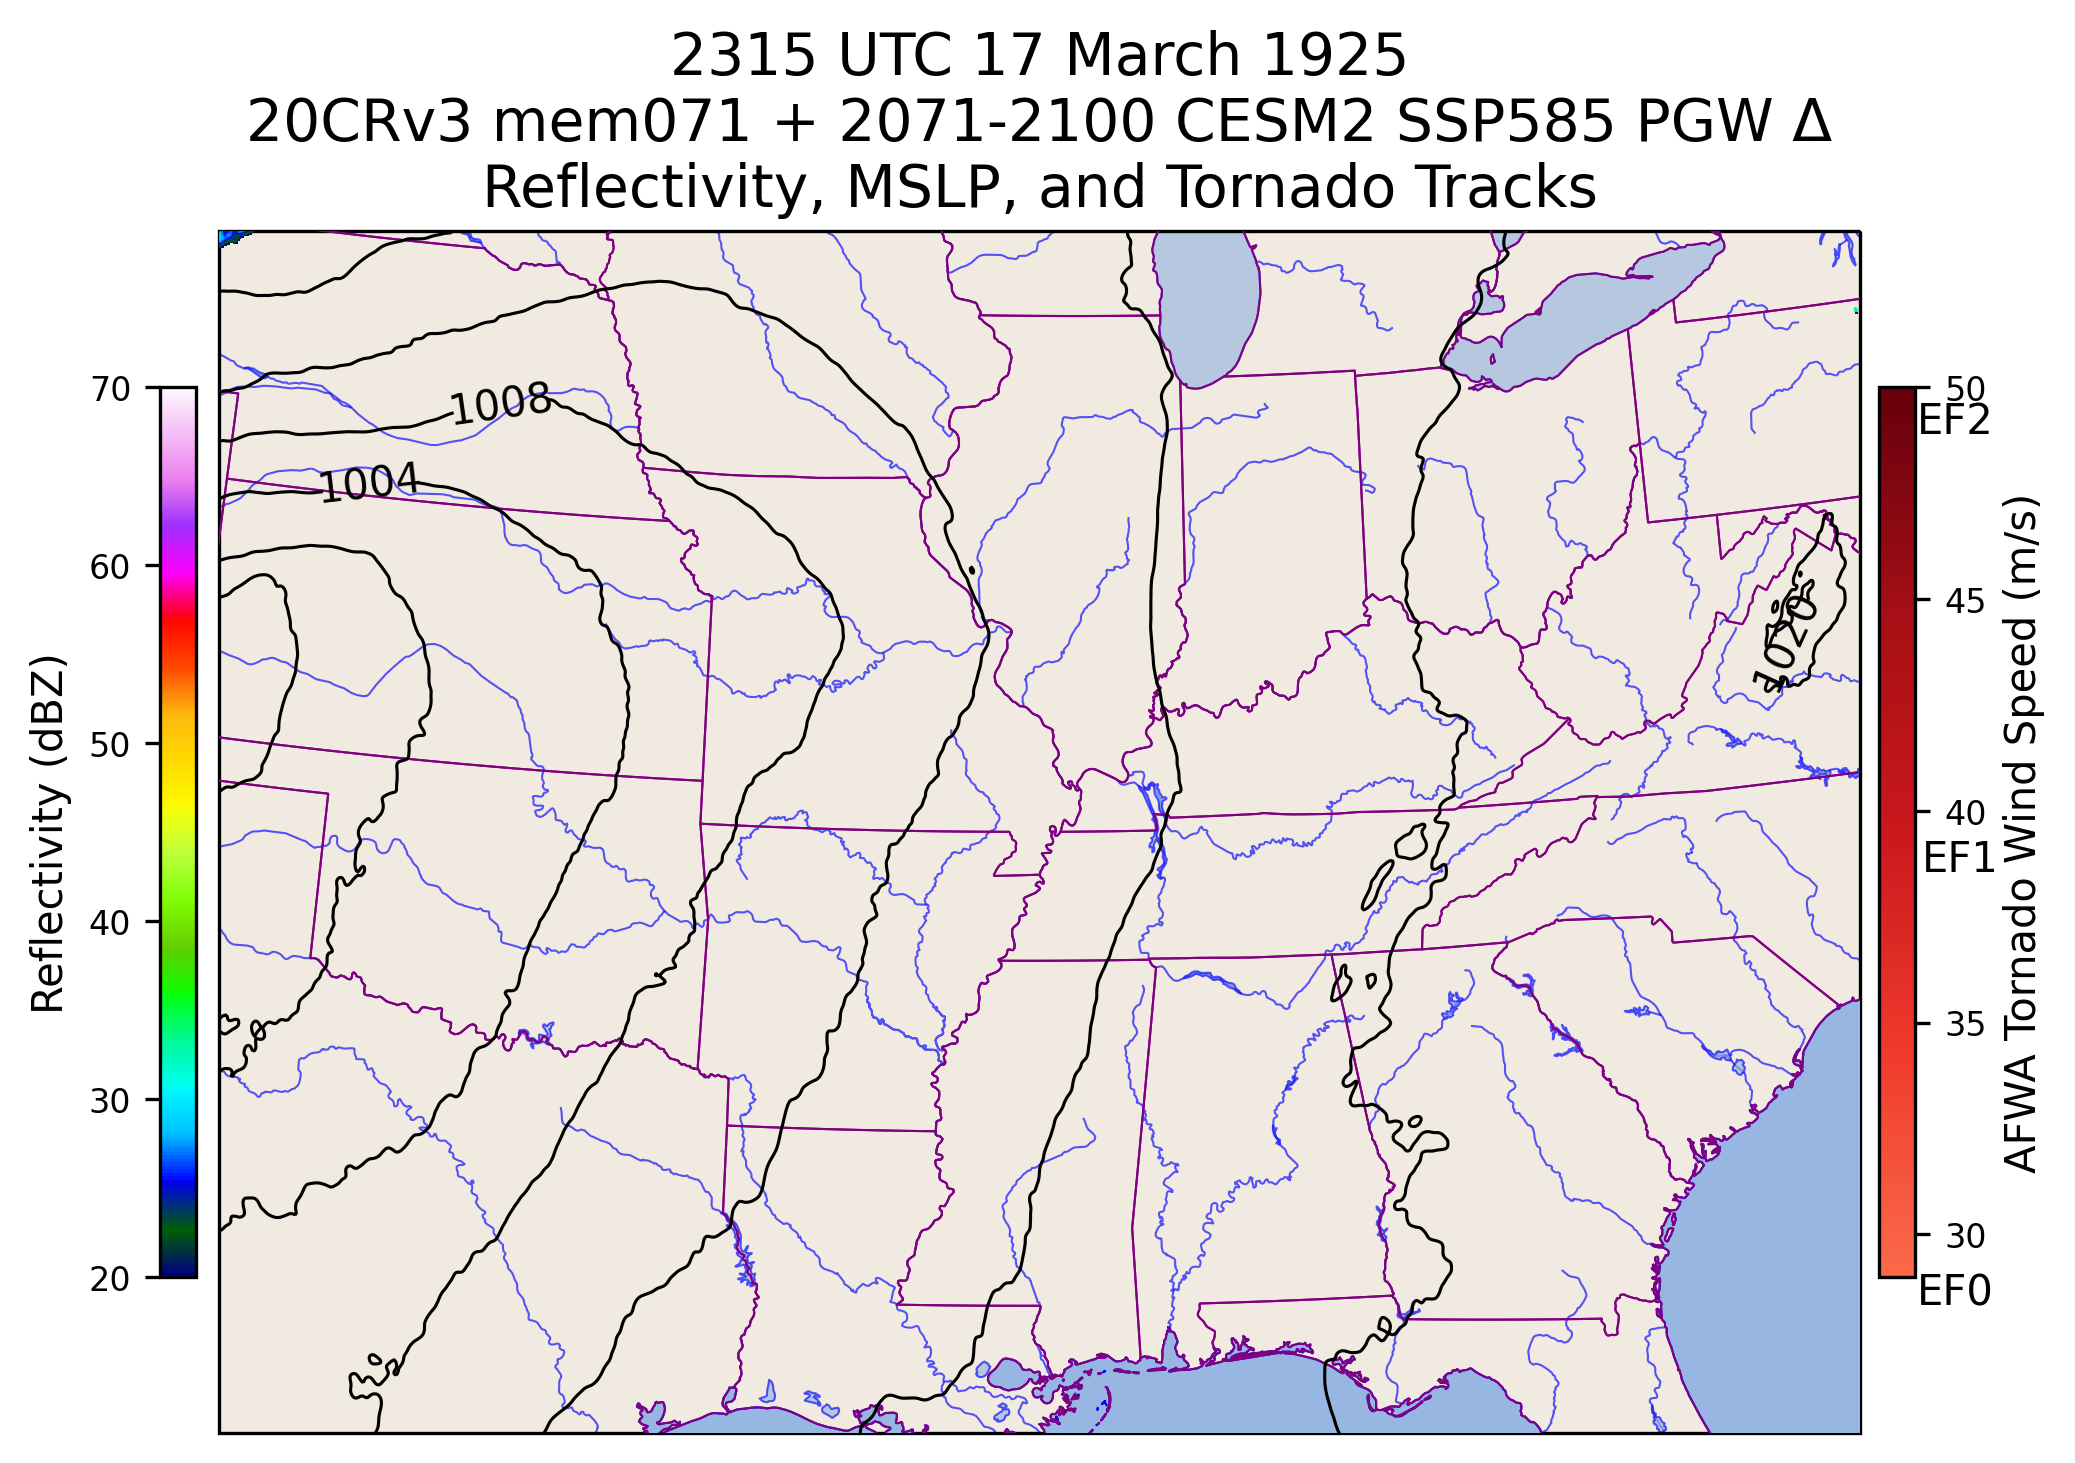 2315 UTC 17 March 1925
20CRv3 mem071 + 2071-2100 CESM2 SSP585 PGW Δ
Reflectivity, MSLP, and Tornado Tracks
1008
1004
1020
70
60
50
40
30
20
Reflectivity (dBZ)
50
EF2
45
40
EF1
35
30
EF0
AFWA Tornado Wind Speed (m/s)